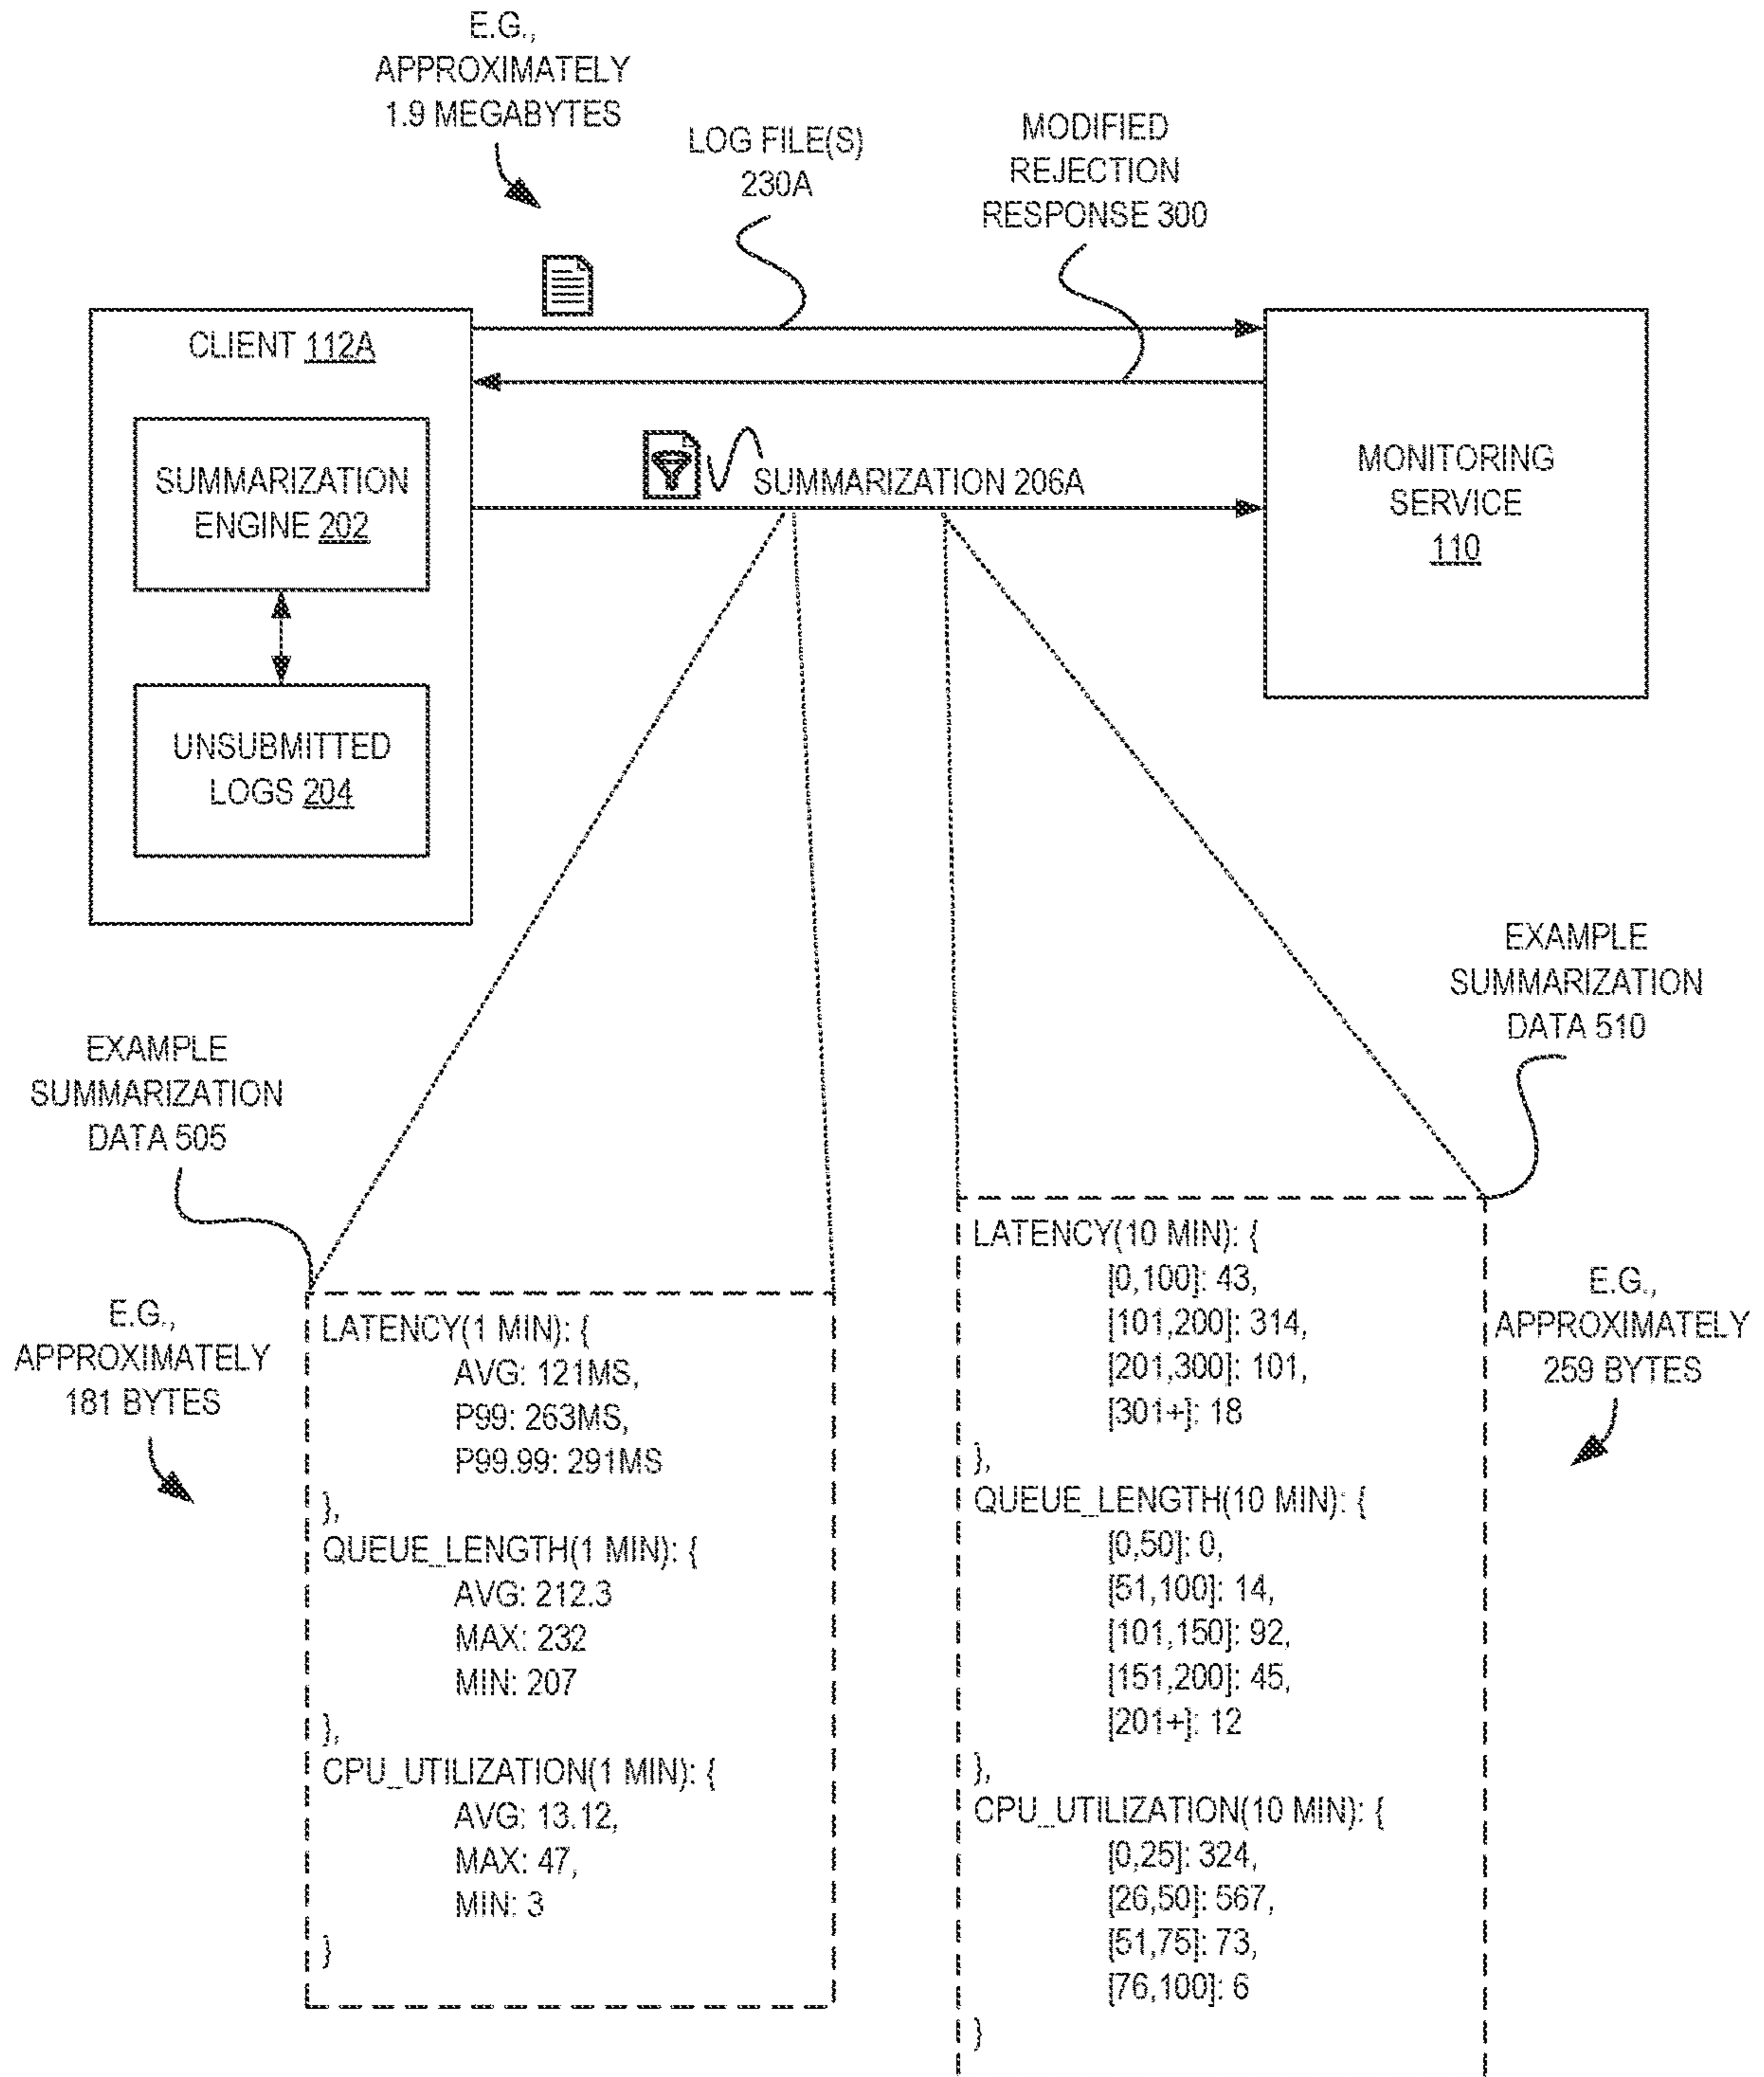 E.G.,
APPROXIMATELY
1.9 MEGABYTES
LOG FILE(S)
230A
MODIFIED
REJECTION
RESPONSE 300
CLIENT 112A
SUMMARIZATION
ENGINE 202
UNSUBMITTED
LOGS 204
SUMMARIZATION 206A
MONITORING
SERVICE
110
EXAMPLE
SUMMARIZATION
DATA 505
E.G.,
APPROXIMATELY
181 BYTES
LATENCY(1 MIN): {
AVG: 121MS,
P99: 263MS,
P99.99: 291MS
},
QUEUE_LENGTH(1 MIN): {
AVG: 212.3
MAX: 232
MIN: 207
},
CPU_UTILIZATION(1 MIN): {
AVG: 13.12,
MAX: 47,
MIN: 3
}
EXAMPLE
SUMMARIZATION
DATA 510
E.G.,
APPROXIMATELY
259 BYTES
LATENCY(10 MIN): {
[0,100]: 43,
[101,200]: 314,
[201,300]: 101,
[301+]: 18
},
QUEUE_LENGTH(10 MIN): {
[0,50]: 0,
[51,100]: 14,
[101,150]: 92,
[151,200]: 45,
[201+]: 12
},
CPU_UTILIZATION(10 MIN): {
[0,25]: 324,
[26,50]: 567,
[51,75]: 73,
[76,100]: 6
}